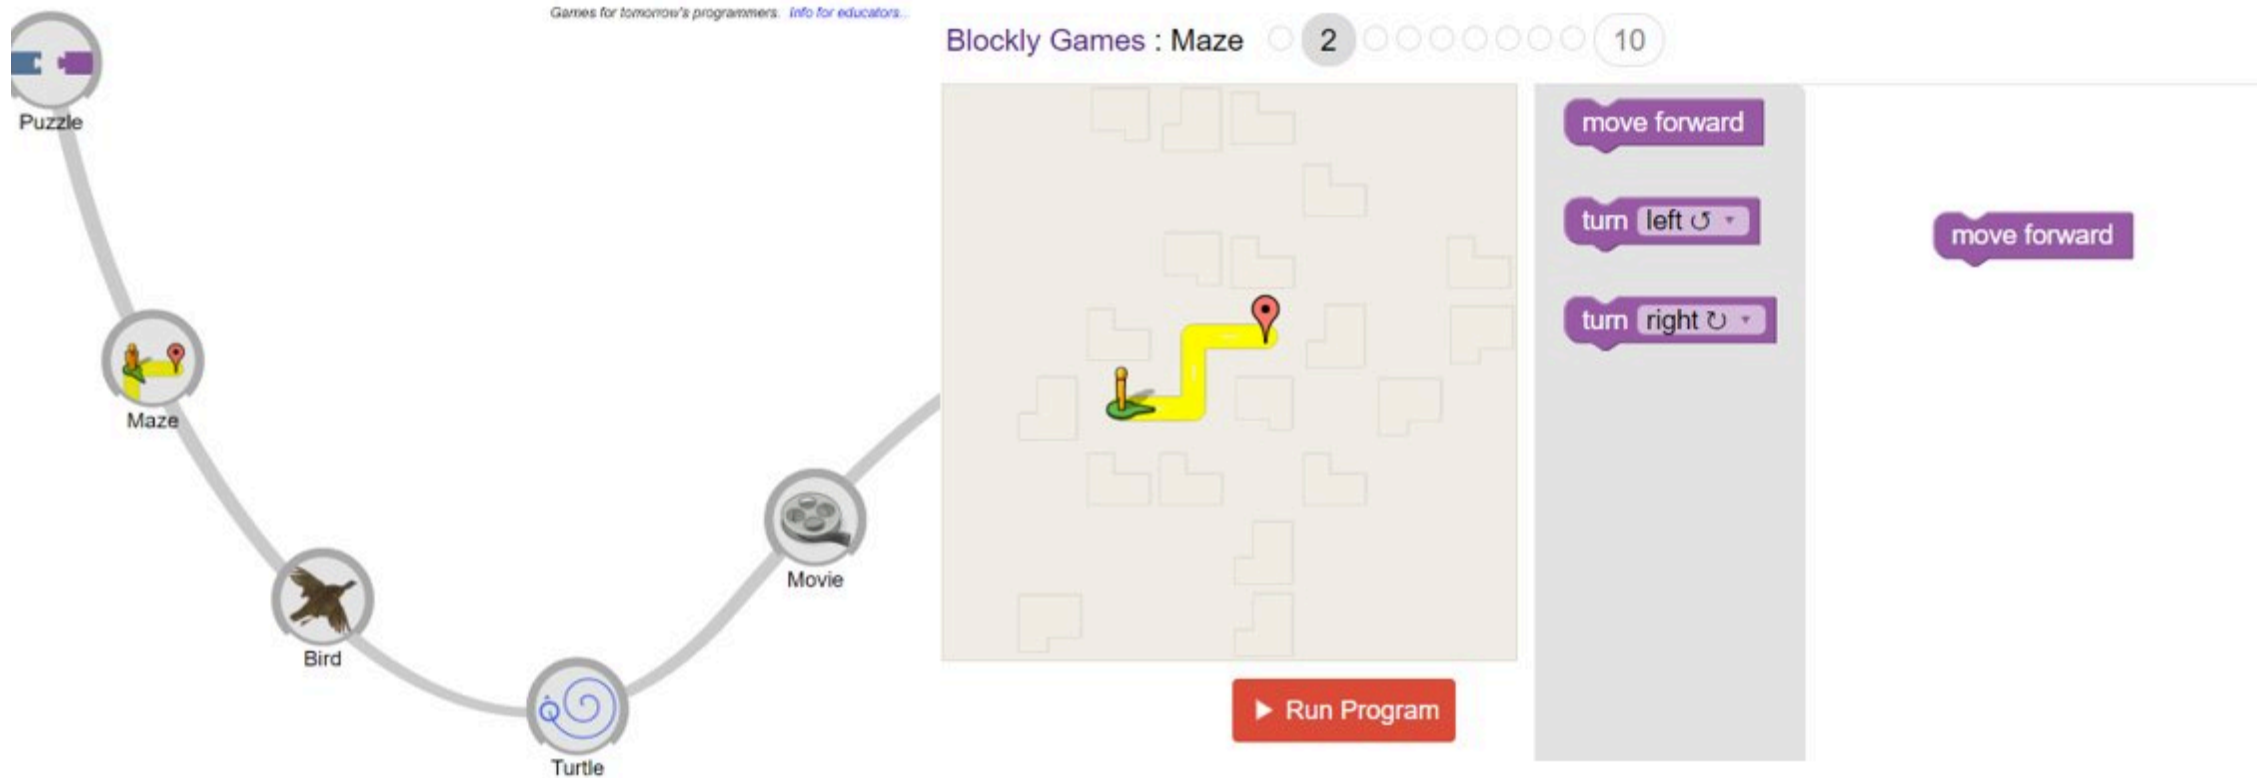 Games for tomorrow's programmers. Info for educators...
Puzzle
Maze
Bird
Turtle
Movie
Blockly Games : Maze 2 10
move forward
turn left ↺ ▾
turn right ↻ ▾
move forward
Run Program